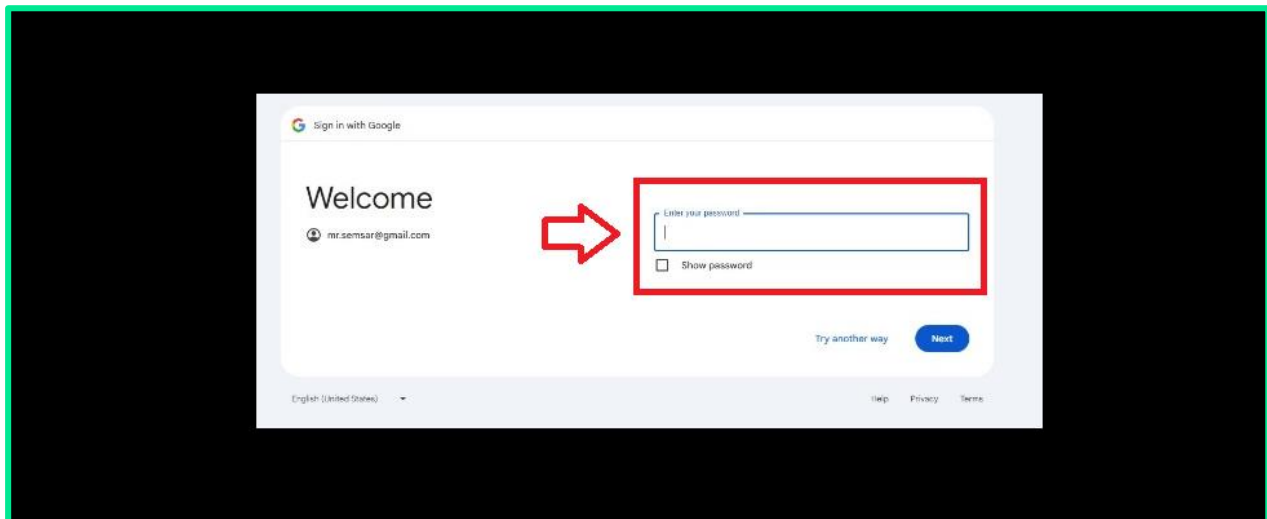 Sign in with Google
Welcome
mr.semsar@gmail.com
Enter your password
Show password
Try another way
Next
English (United States)
Help Privacy Terms